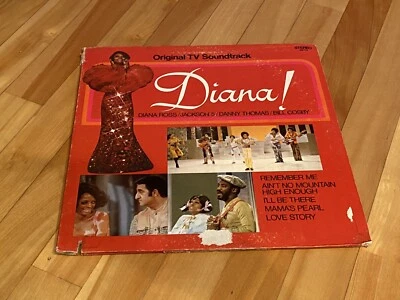 Original TV Soundtrack
STEREO
Diana!
DIANA ROSS/JACKSON 5/DANNY THOMAS/BILL COSBY
REMEMBER ME
AIN'T NO MOUNTAIN
HIGH ENOUGH
I'LL BE THERE
MAMA'S PEARL
LOVE STORY